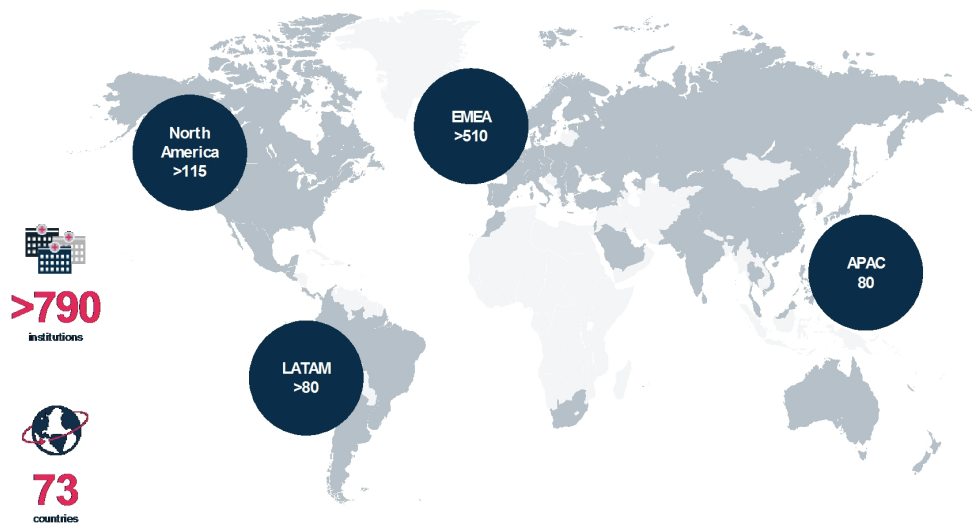 North
America
>115
EMEA
>510
APAC
80
LATAM
>80
>790
institutions
73
countries